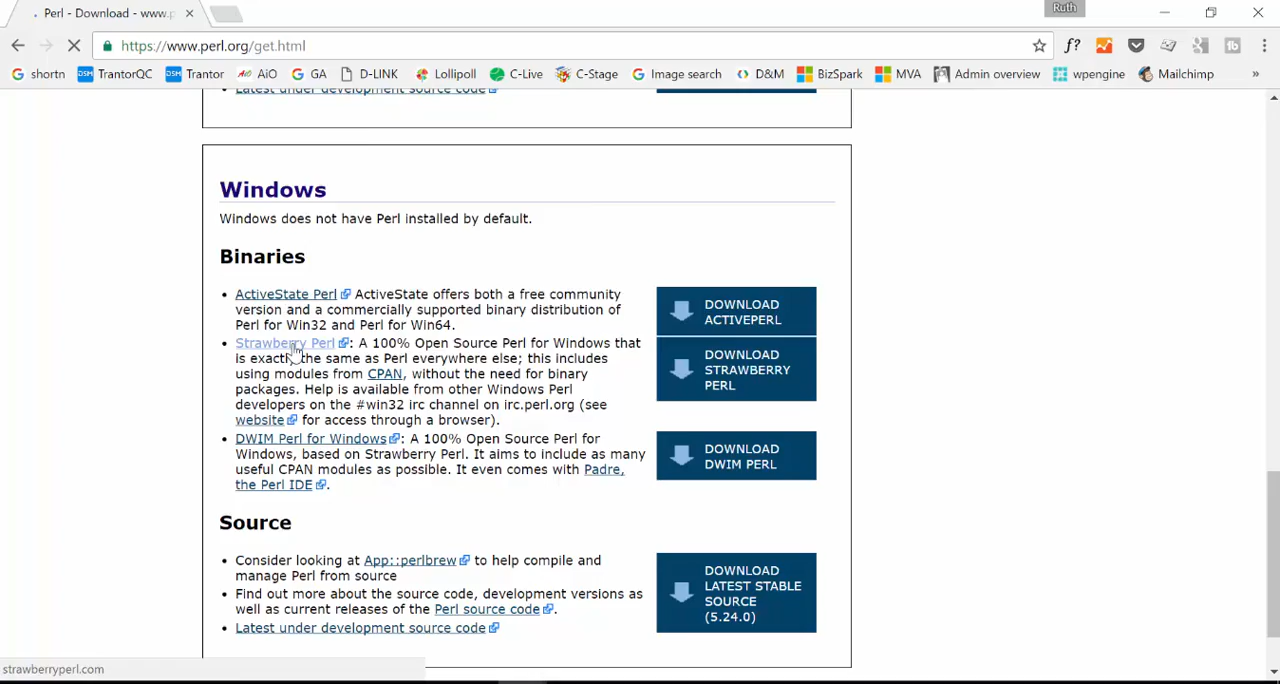 Perl - Download - www.p
Ruth
https://www.perl.org/get.html
f?
shortn TrantorQC Trantor AiO GA D-LINK Lollipoll C-Live C-Stage Image search D&M BizSpark MVA Admin overview wpengine Mailchimp »
Latest under development source code
Windows
Windows does not have Perl installed by default.
Binaries
ActiveState Perl ActiveState offers both a free community
version and a commercially supported binary distribution of
Perl for Win32 and Perl for Win64.
DOWNLOAD
ACTIVEPERL
Strawberry Perl : A 100% Open Source Perl for Windows that
is exactly the same as Perl everywhere else; this includes
using modules from CPAN, without the need for binary
packages. Help is available from other Windows Perl
developers on the #win32 irc channel on irc.perl.org (see
website for access through a browser).
DOWNLOAD
STRAWBERRY
PERL
DWIM Perl for Windows : A 100% Open Source Perl for
Windows, based on Strawberry Perl. It aims to include as many
useful CPAN modules as possible. It even comes with Padre,
the Perl IDE .
DOWNLOAD
DWIM PERL
Source
Consider looking at App::perlbrew to help compile and
manage Perl from source
Find out more about the source code, development versions as
well as current releases of the Perl source code .
Latest under development source code
DOWNLOAD
LATEST STABLE
SOURCE
(5.24.0)
strawberryperl.com